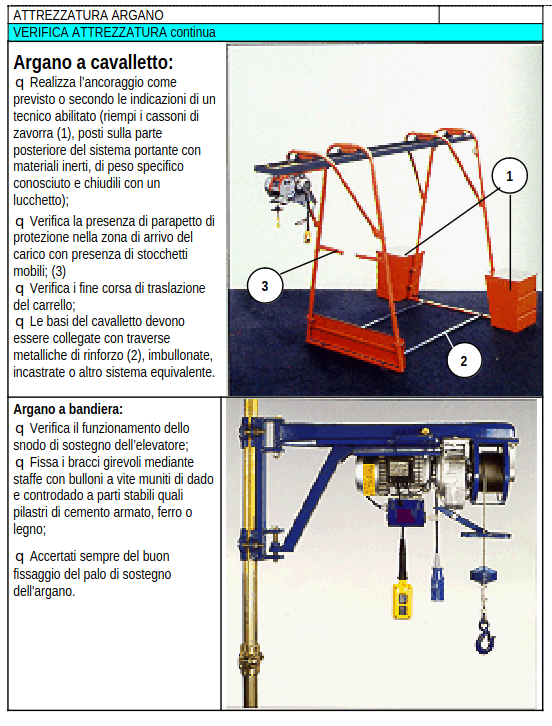 ATTREZZATURA ARGANO
VERIFICA ATTREZZATURA continua
Argano a cavalletto:
q Realizza l'ancoraggio come
previsto o secondo le indicazioni di un
tecnico abilitato (riempi i cassoni di
zavorra (1), posti sulla parte
posteriore del sistema portante con
materiali inerti, di peso specifico
conosciuto e chiudili con un
lucchetto);
q Verifica la presenza di parapetto di
protezione nella zona di arrivo del
carico con presenza di stocchetti
mobili; (3)
q Verifica i fine corsa di traslazione
del carrello;
q Le basi del cavalletto devono
essere collegate con traverse
metalliche di rinforzo (2), imbullonate,
incastrate o altro sistema equivalente.
1
3
2
Argano a bandiera:
q Verifica il funzionamento dello
snodo di sostegno dell'elevatore;
q Fissa i bracci girevoli mediante
staffe con bulloni a vite muniti di dado
e controdado a parti stabili quali
pilastri di cemento armato, ferro o
legno;
q Accertati sempre del buon
fissaggio del palo di sostegno
dell'argano.